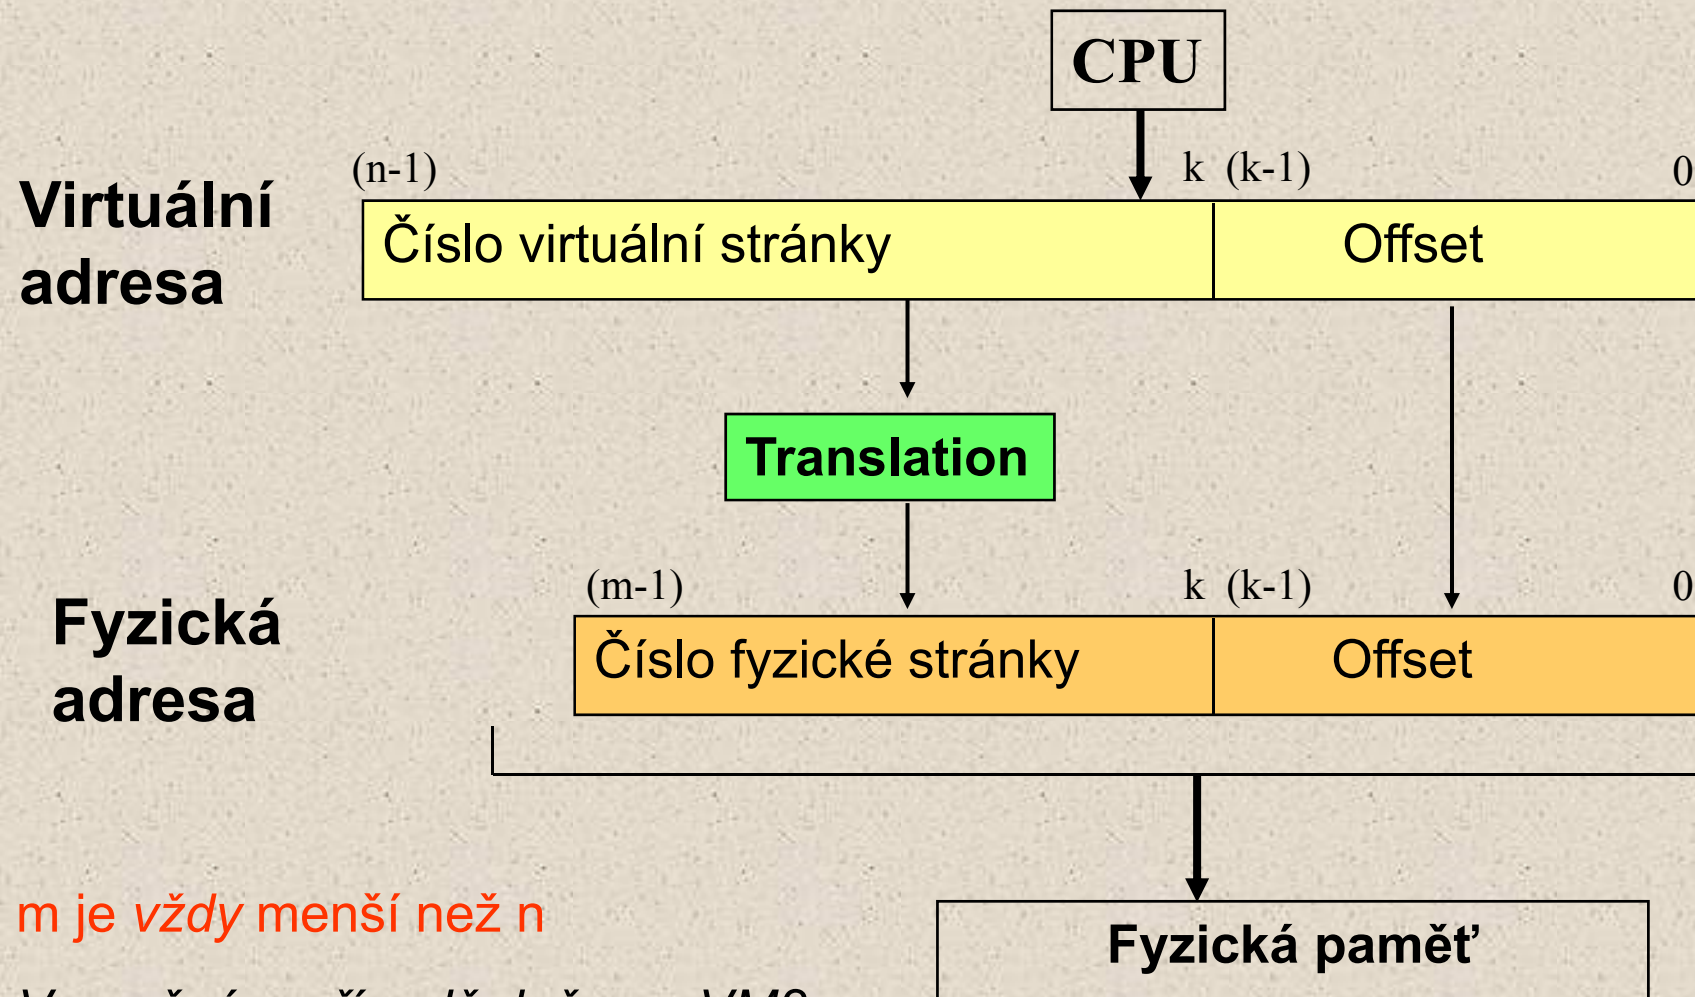 CPU
(n-1) k (k-1) 0
Virtuální
adresa
Číslo virtuální stránky Offset
Translation
(m-1) k (k-1) 0
Fyzická
adresa
Číslo fyzické stránky Offset
m je vždy menší než n
Fyzická paměť